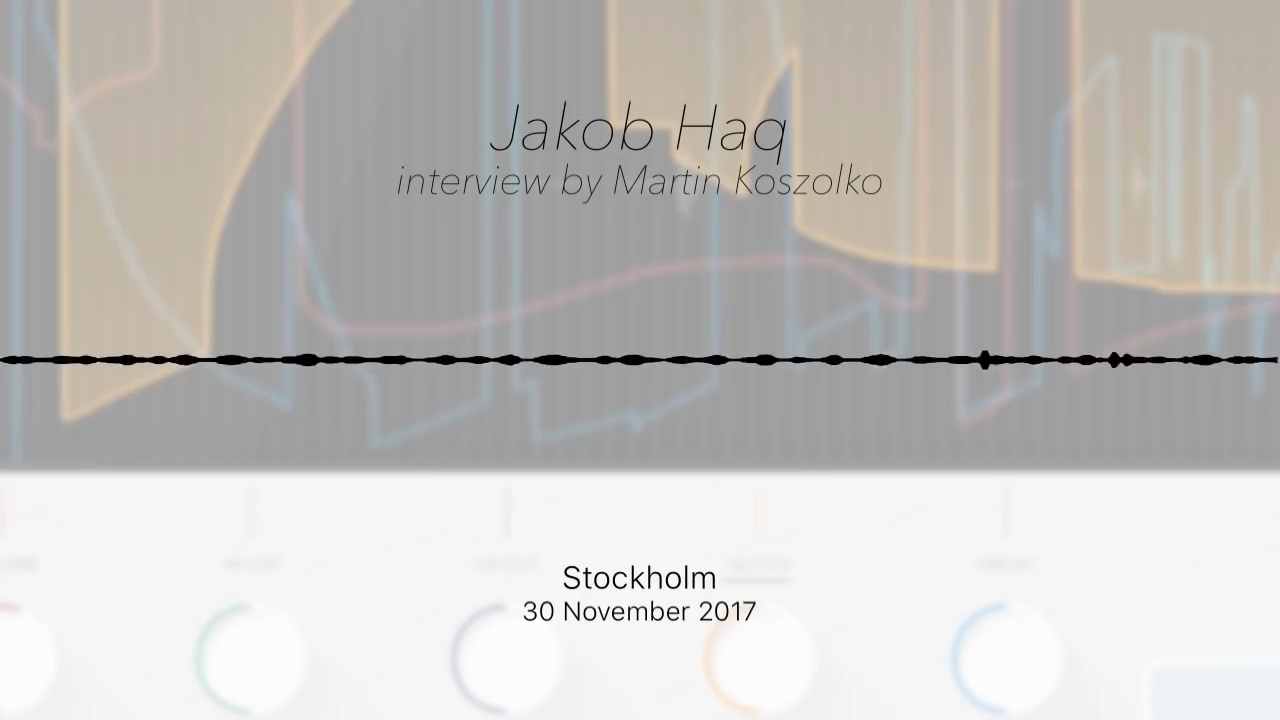 Jakob Haq
interview by Martin Koszolko
Stockholm
30 November 2017